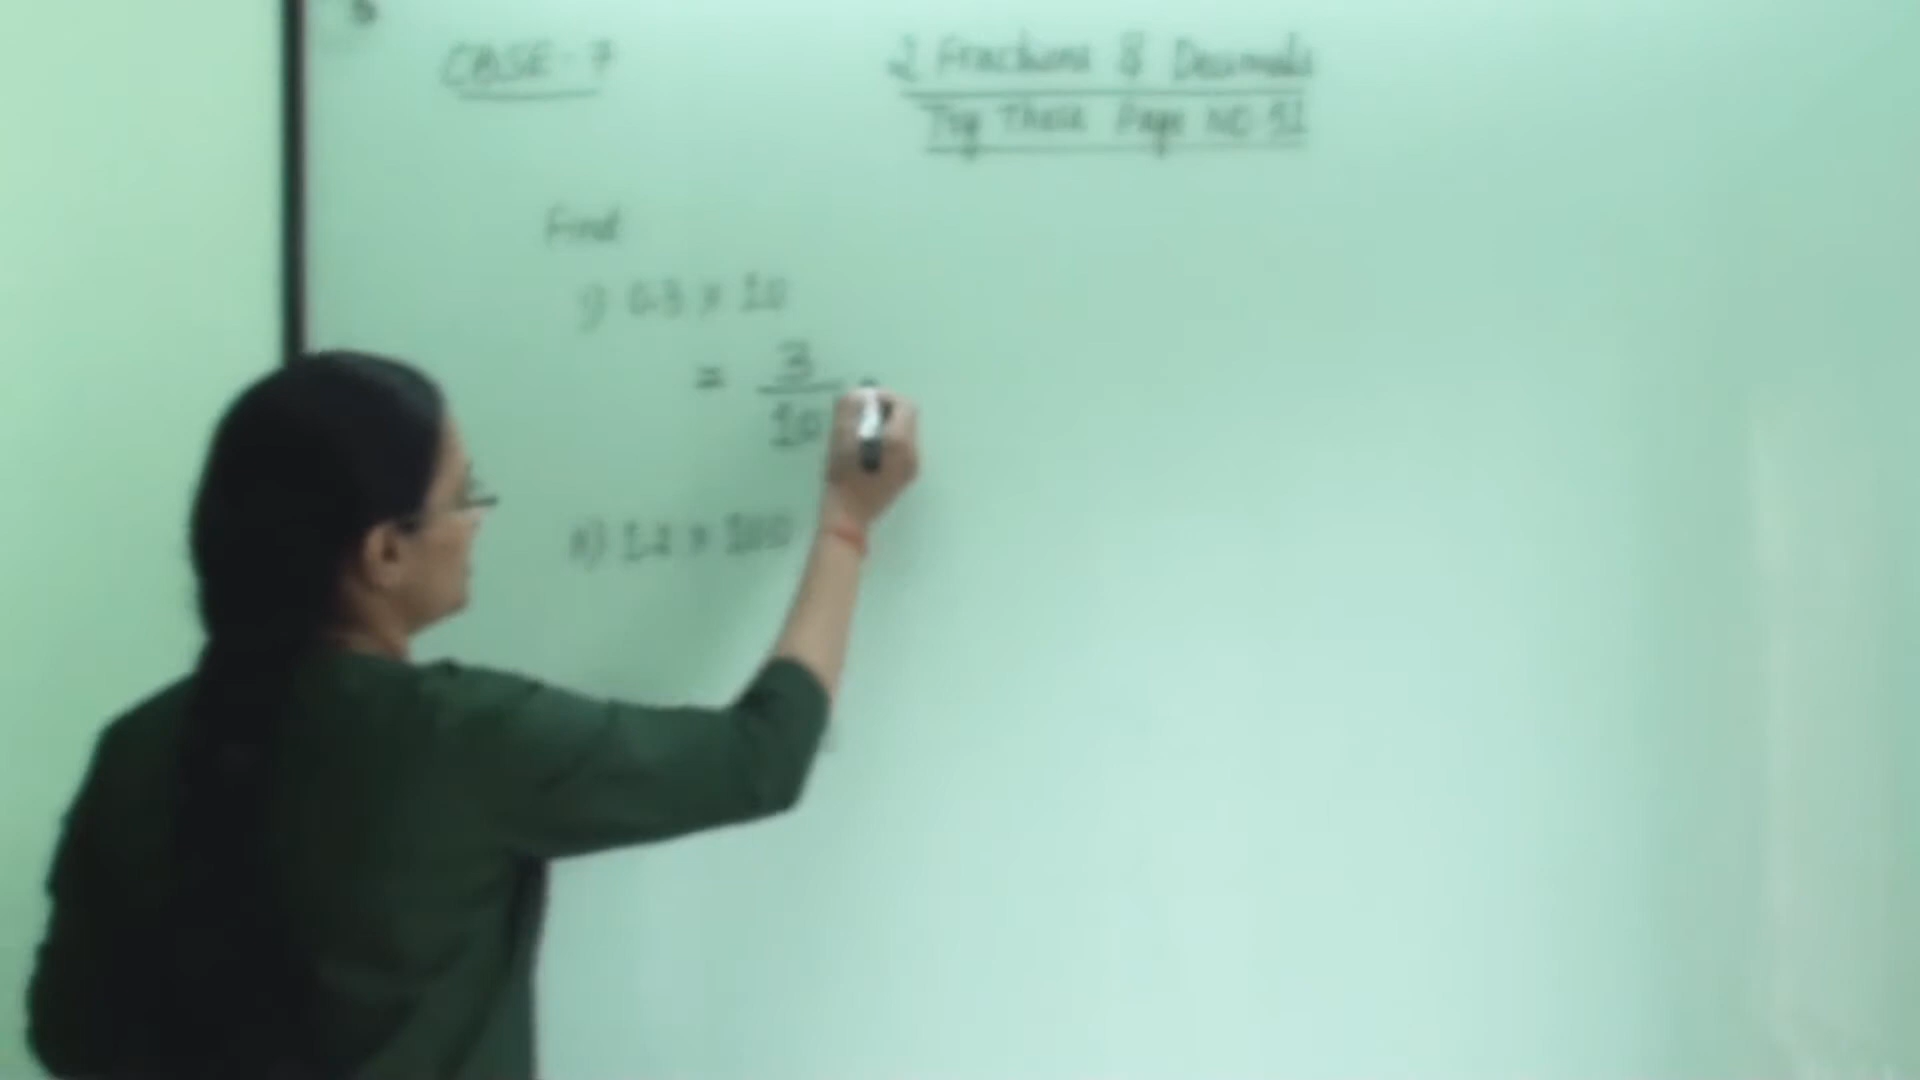 CBSE - 7
2 Fractions & Decimals
Try These Page NO 51
Find
i) 0.3 × 10
= 3/10
ii) 1.2 × 100